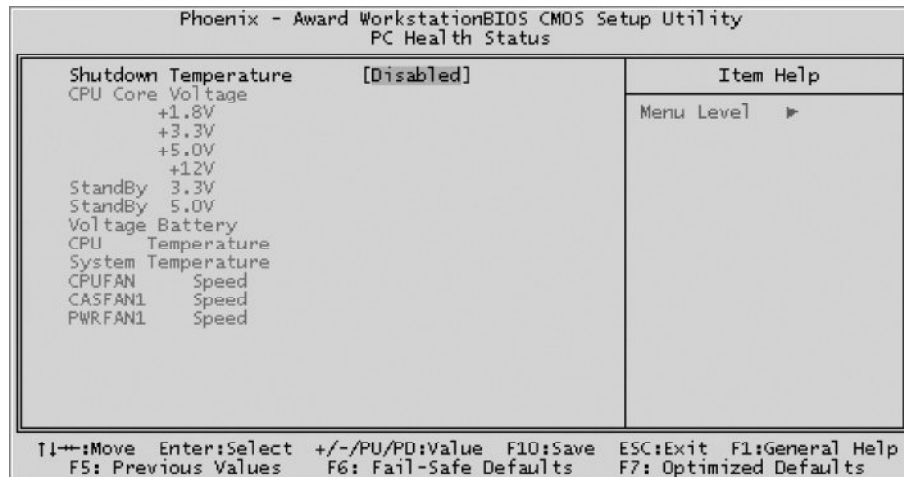 Phoenix - Award WorkstationBIOS CMOS Setup Utility
PC Health Status
Shutdown Temperature [Disabled]
CPU Core Voltage
+1.8V
+3.3V
+5.0V
+12V
StandBy 3.3V
StandBy 5.0V
Voltage Battery
CPU Temperature
System Temperature
CPUFAN Speed
CASFAN1 Speed
PWRFAN1 Speed
Item Help
Menu Level ►
↑↓←→:Move Enter:Select +/-/PU/PD:Value F10:Save ESC:Exit F1:General Help
F5: Previous Values F6: Fail-Safe Defaults F7: Optimized Defaults